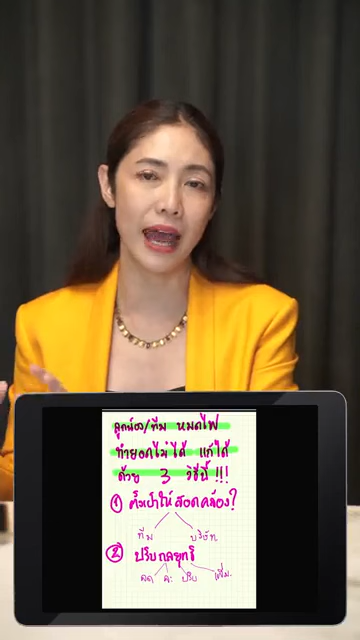 ลูกน้อง/ทีม หมดไฟ
ทำยอดไม่ได้ แก้ได้
ด้วย 3 วิธีนี้!!!
① ตั้งเป้าให้สอดคล้อง?
ทีม บริษัท
② ปรับกลยุทธิ์
ลด ละ ปรับ เพิ่ม.